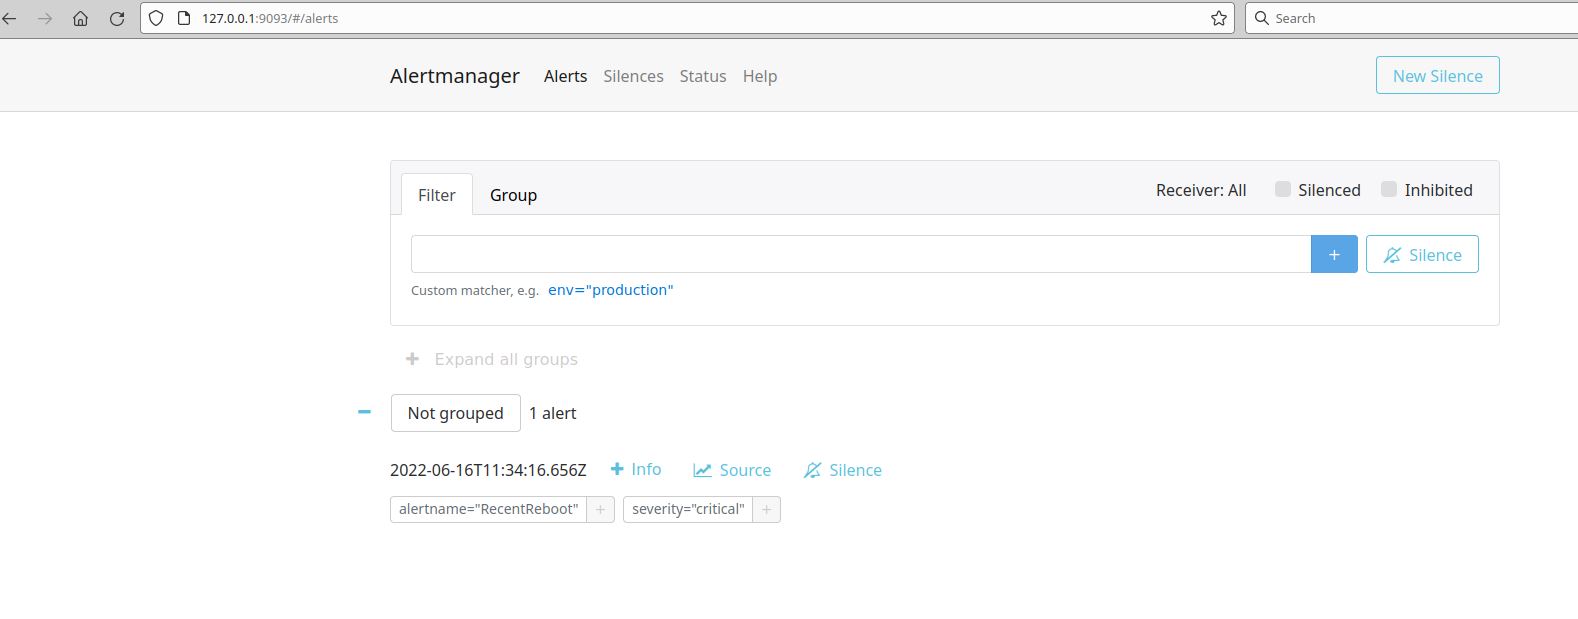 127.0.0.1:9093/#/alerts Search
Alertmanager Alerts Silences Status Help New Silence
Filter Group Receiver: All Silenced Inhibited
+ Silence
Custom matcher, e.g. env="production"
+ Expand all groups
− Not grouped 1 alert
2022-06-16T11:34:16.656Z + Info Source Silence
alertname="RecentReboot" + severity="critical" +